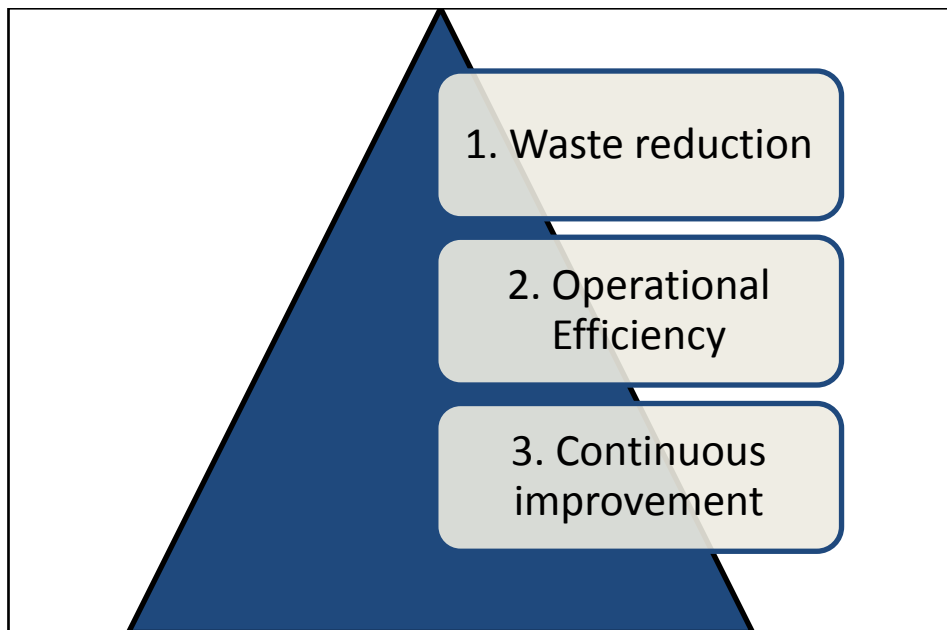 1. Waste reduction
2. Operational
Efficiency
3. Continuous
improvement